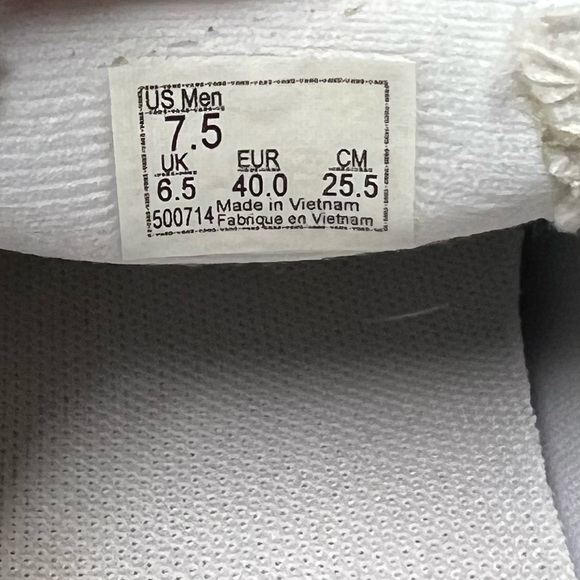 US Men
7.5
UK EUR CM
6.5 40.0 25.5
500714 Made in Vietnam
Fabrique en Vietnam